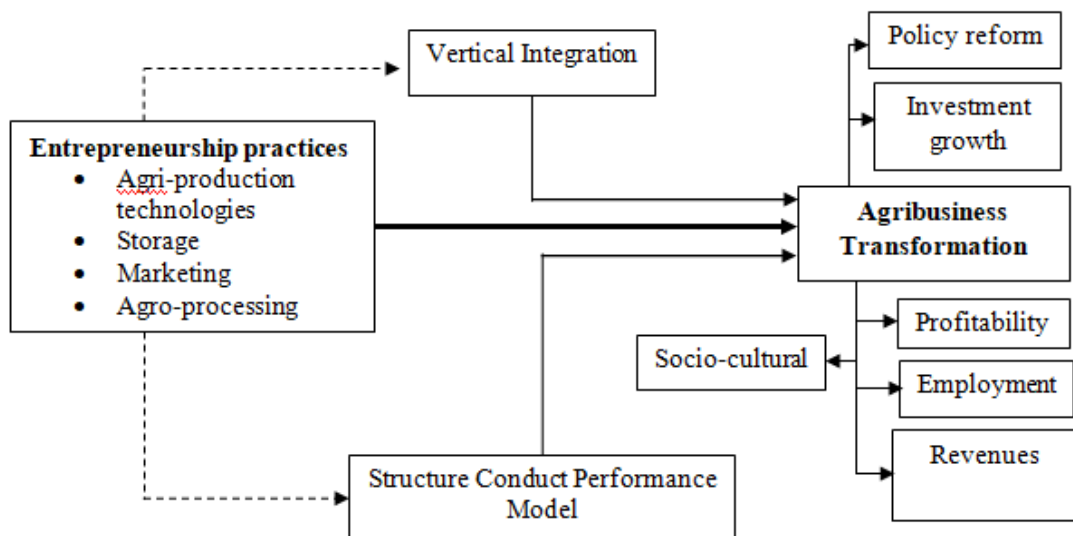 Policy reform
Vertical Integration
Investment
growth
Entrepreneurship practices
• Agri-production
technologies
• Storage
• Marketing
• Agro-processing
Agribusiness
Transformation
Profitability
Socio-cultural
Employment
Revenues
Structure Conduct Performance
Model